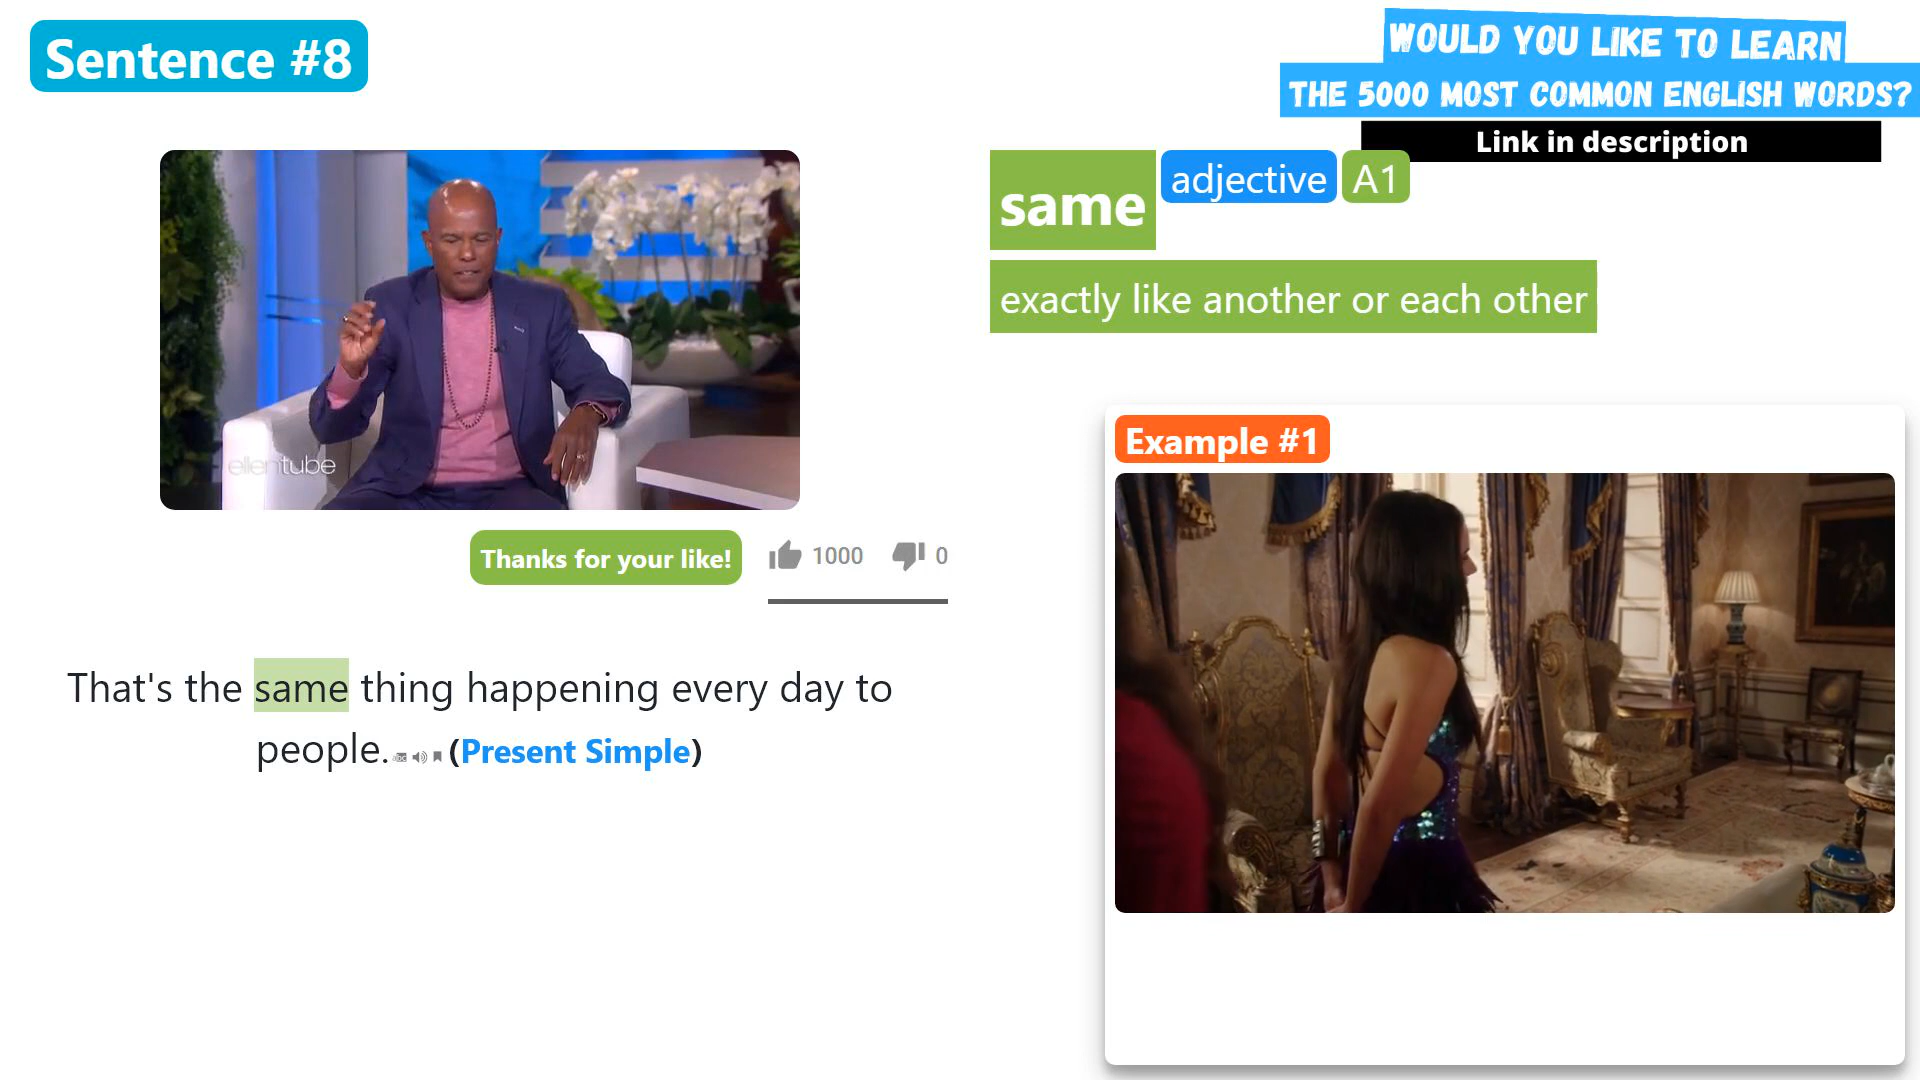 Sentence #8
WOULD YOU LIKE TO LEARN
THE 5000 MOST COMMON ENGLISH WORDS?
Link in description
same adjective A1
exactly like another or each other
ellentube
Thanks for your like! 1000 0
That's the same thing happening every day to
people. (Present Simple)
Example #1